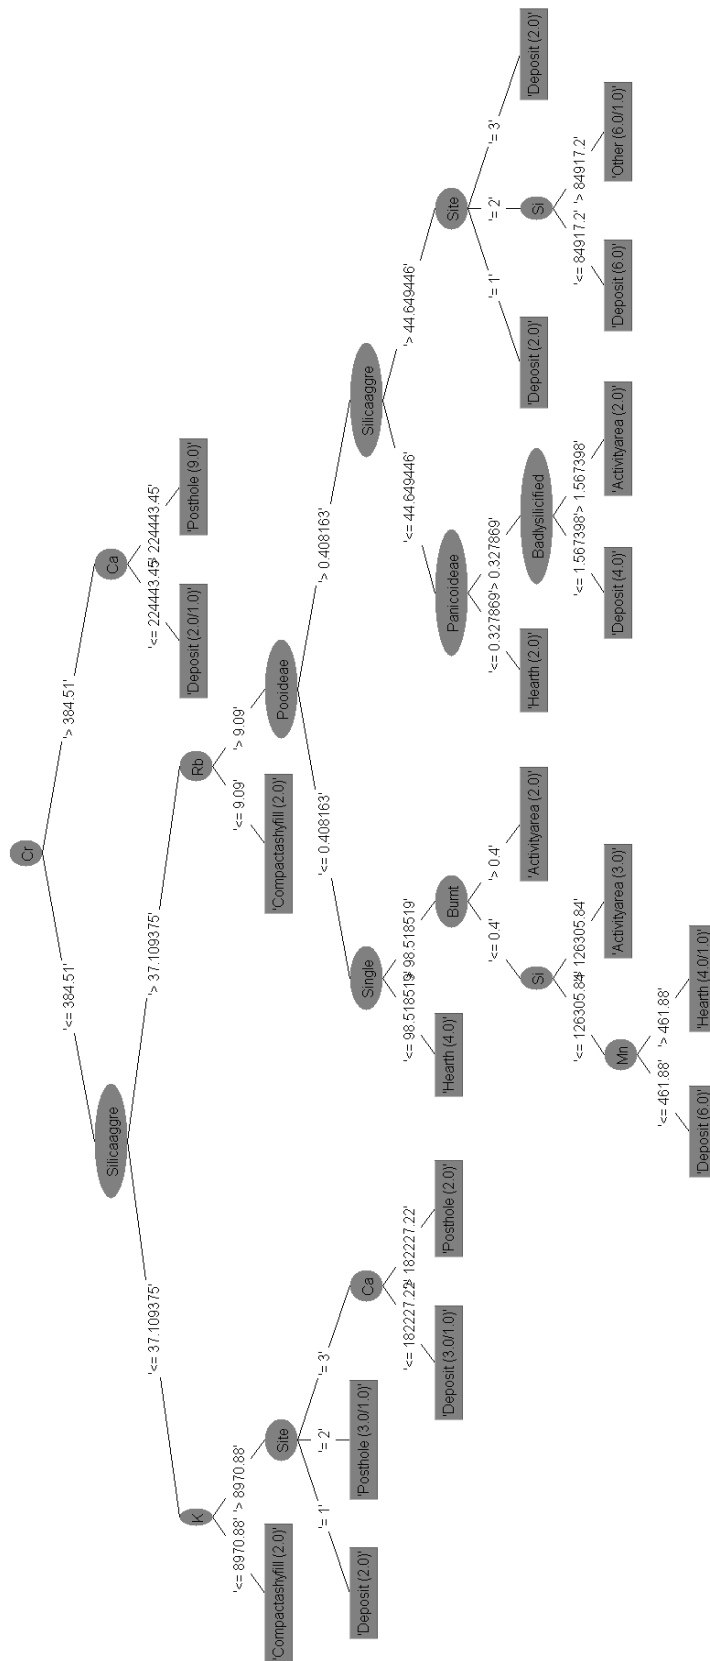 Cr
'<= 384.51'
'> 384.51'
Silicaaggre
Ca
'<= 37.109375'
'> 37.109375'
'<= 224443.45'
'> 224443.45'
K
Rb
'Deposit (2.0/1.0)'
'Posthole (9.0)'
'<= 8970.88'
'> 8970.88'
'<= 9.09'
'> 9.09'
'Compactashyfill (2.0)'
Site
'Compactashyfill (2.0)'
Pooideae
'= 1'
'= 2'
'= 3'
'<= 0.408163'
'> 0.408163'
'Deposit (2.0)'
'Posthole (3.0/1.0)'
Ca
Single
Silicaaggre
'<= 182227.22'
'> 182227.22'
'<= 98.518519'
'> 98.518519'
'<= 44.649446'
'> 44.649446'
'Deposit (3.0/1.0)'
'Posthole (2.0)'
'Hearth (4.0)'
Burnt
Panicoideae
Site
'<= 0.4'
'> 0.4'
'<= 0.327869'
'> 0.327869'
'= 1'
'= 2'
'= 3'
Si
'Activityarea (2.0)'
'Hearth (2.0)'
Badlysilicified
'Deposit (2.0)'
Si
'Deposit (2.0)'
'<= 126305.84'
'> 126305.84'
'<= 1.567398'
'> 1.567398'
'<= 84917.2'
'> 84917.2'
Mn
'Activityarea (3.0)'
'Deposit (4.0)'
'Activityarea (2.0)'
'Deposit (6.0)'
'Other (6.0/1.0)'
'<= 461.88'
'> 461.88'
'Deposit (6.0)'
'Hearth (4.0/1.0)'